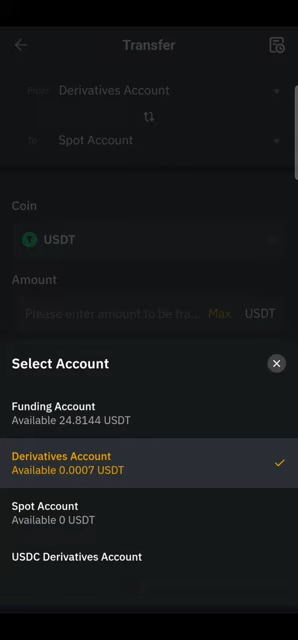 Transfer
From Derivatives Account
To Spot Account
Coin
USDT
Amount
Please enter amount to be tra... Max USDT
Select Account
Funding Account
Available 24.8144 USDT
Derivatives Account
Available 0.0007 USDT
Spot Account
Available 0 USDT
USDC Derivatives Account